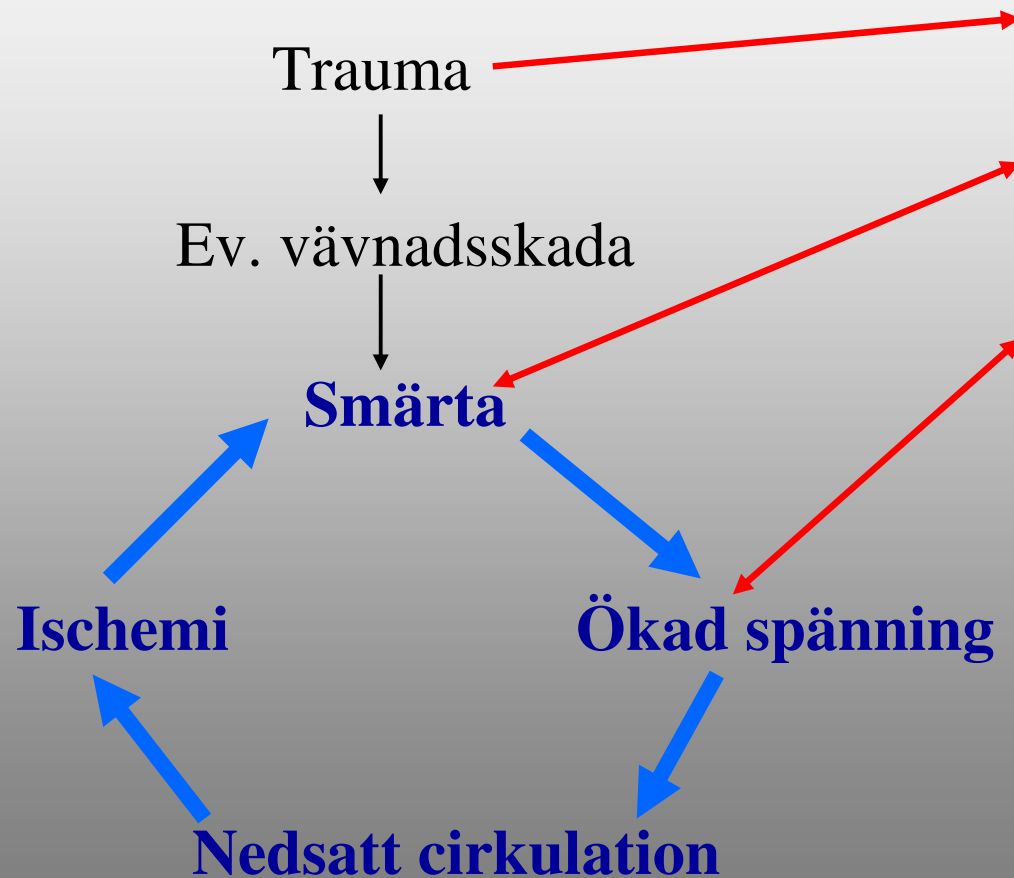 Trauma
Ev. vävnadsskada
Smärta
Ischemi
Ökad spänning
Nedsatt cirkulation